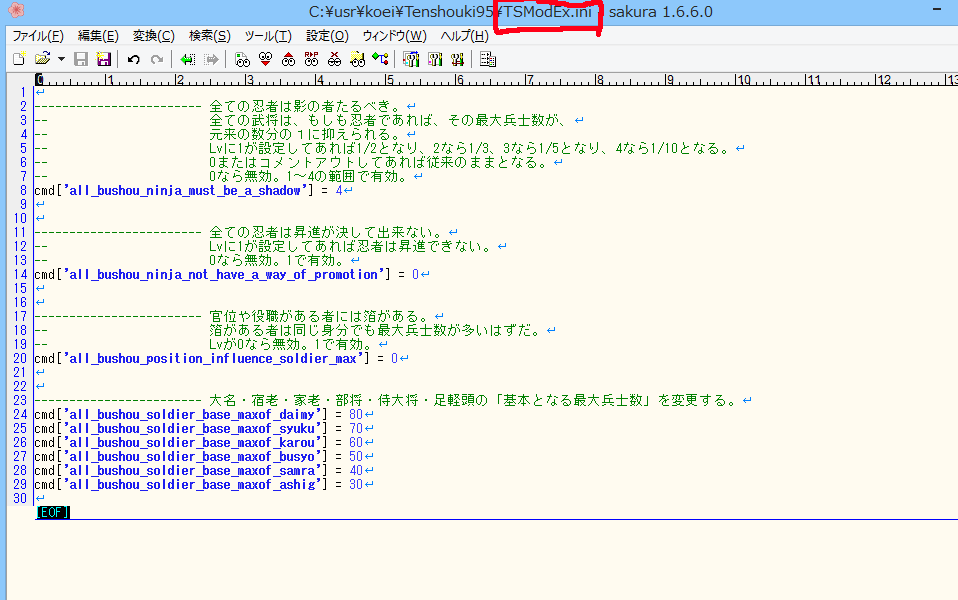 C:¥usr¥koei¥Tenshouki95¥TSModEx.ini - sakura 1.6.6.0
ファイル(F) 編集(E) 変換(C) 検索(S) ツール(T) 設定(O) ウィンドウ(W) ヘルプ(H)
0 1 2 3 4 5 6 7 8 9 10 11 12 13
1
2 ------------------------ 全ての忍者は影の者たるべき。
3 -- 全ての武将は、もしも忍者であれば、その最大兵士数が、
4 -- 元来の数分の１に抑えられる。
5 -- Lvに1が設定してあれば1/2となり、2なら1/3、3なら1/5となり、4なら1/10となる。
6 -- 0またはコメントアウトしてあれば従来のままとなる。
7 -- 0なら無効。1～4の範囲で有効。
8 cmd['all_bushou_ninja_must_be_a_shadow'] = 4
9
10
11 ------------------------ 全ての忍者は昇進が決して出来ない。
12 -- Lvに1が設定してあれば忍者は昇進できない。
13 -- 0なら無効。1で有効。
14 cmd['all_bushou_ninja_not_have_a_way_of_promotion'] = 0
15
16
17 ------------------------ 官位や役職がある者には箔がある。
18 -- 箔がある者は同じ身分でも最大兵士数が多いはずだ。
19 -- Lvが0なら無効。1で有効。
20 cmd['all_bushou_position_influence_soldier_max'] = 0
21
22
23 ------------------------ 大名・宿老・家老・部将・侍大将・足軽頭の「基本となる最大兵士数」を変更する。
24 cmd['all_bushou_soldier_base_maxof_daimy'] = 80
25 cmd['all_bushou_soldier_base_maxof_syuku'] = 70
26 cmd['all_bushou_soldier_base_maxof_karou'] = 60
27 cmd['all_bushou_soldier_base_maxof_busyo'] = 50
28 cmd['all_bushou_soldier_base_maxof_samra'] = 40
29 cmd['all_bushou_soldier_base_maxof_ashig'] = 30
30
[EOF]